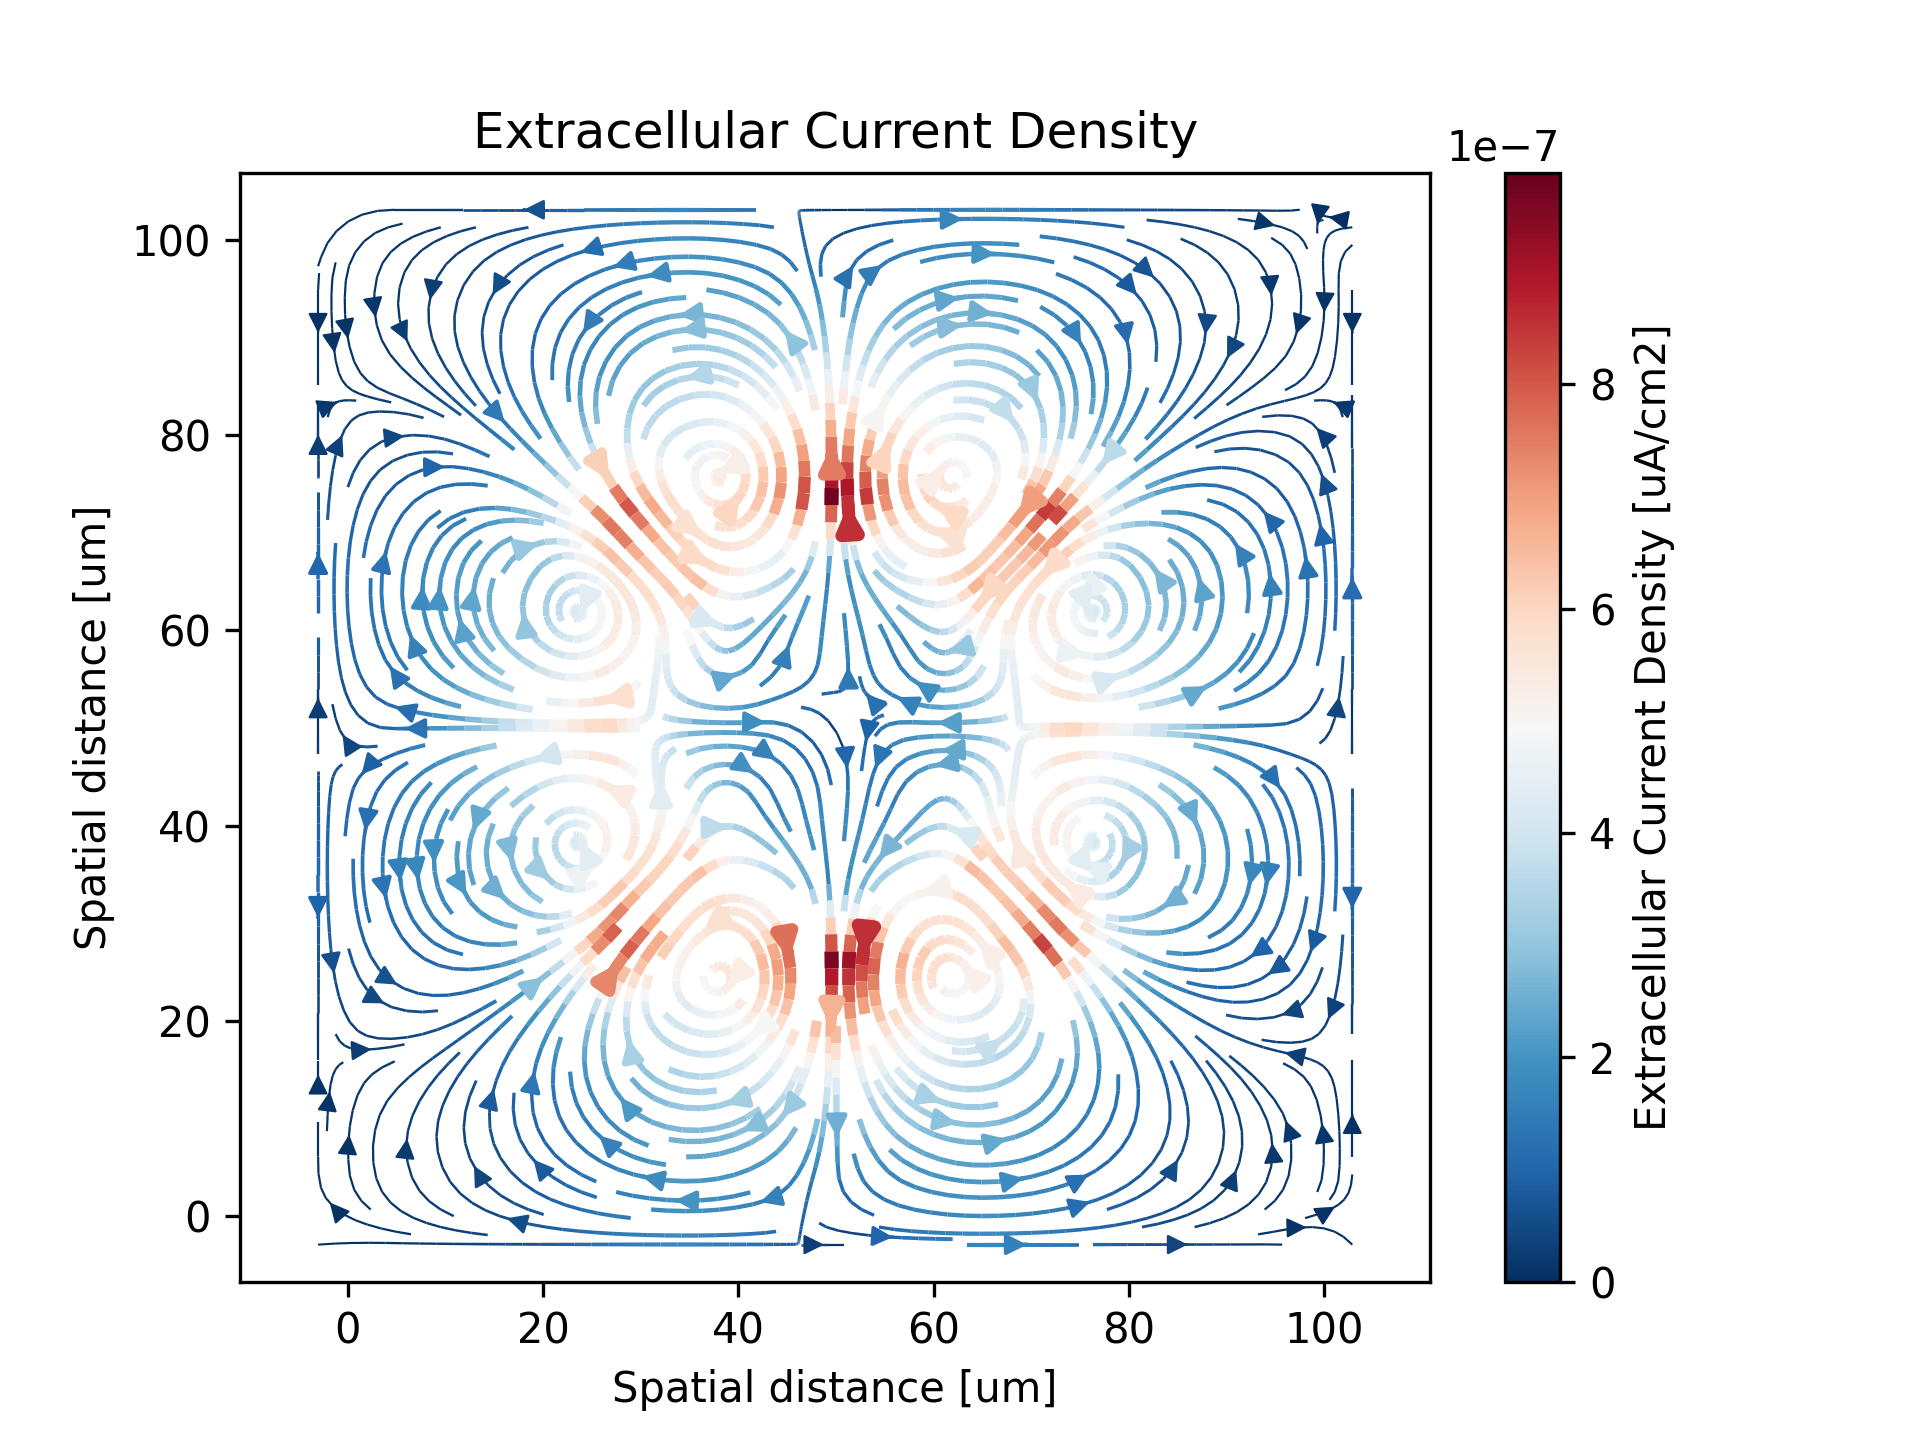 Extracellular Current Density
1e−7
100
80
60
40
20
0
Spatial distance [um]
0 20 40 60 80 100
Spatial distance [um]
8
6
4
2
0
Extracellular Current Density [uA/cm2]